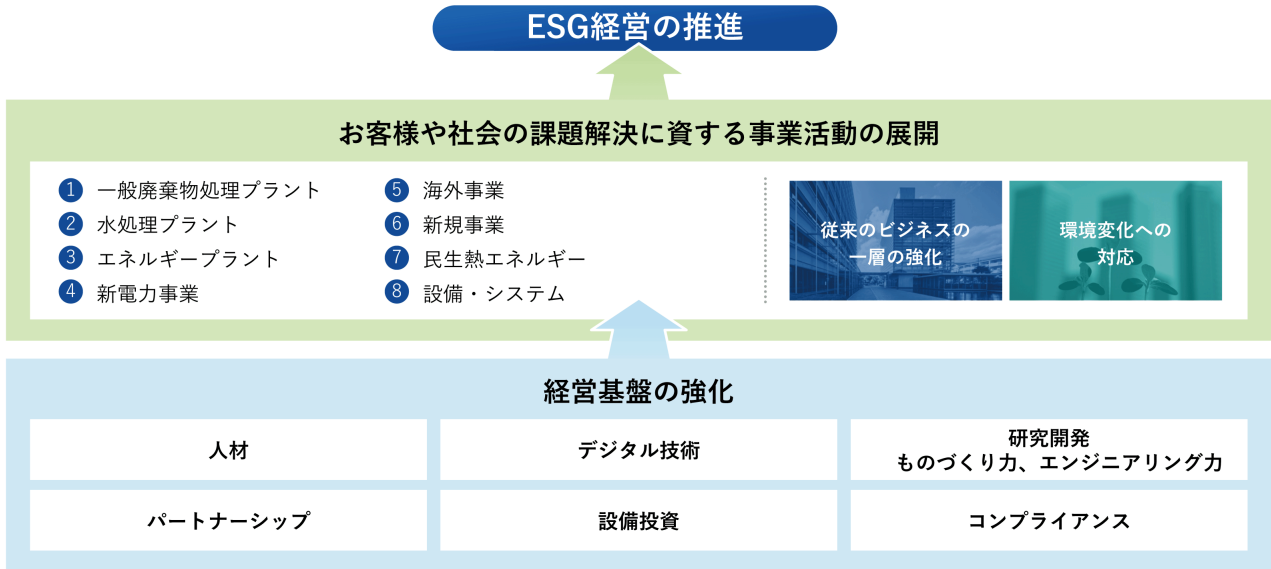 ESG経営の推進
お客様や社会の課題解決に資する事業活動の展開
1 一般廃棄物処理プラント
2 水処理プラント
3 エネルギープラント
4 新電力事業
5 海外事業
6 新規事業
7 民生熱エネルギー
8 設備・システム
従来のビジネスの
一層の強化
環境変化への
対応
経営基盤の強化
人材
デジタル技術
研究開発
ものづくり力、エンジニアリング力
パートナーシップ
設備投資
コンプライアンス